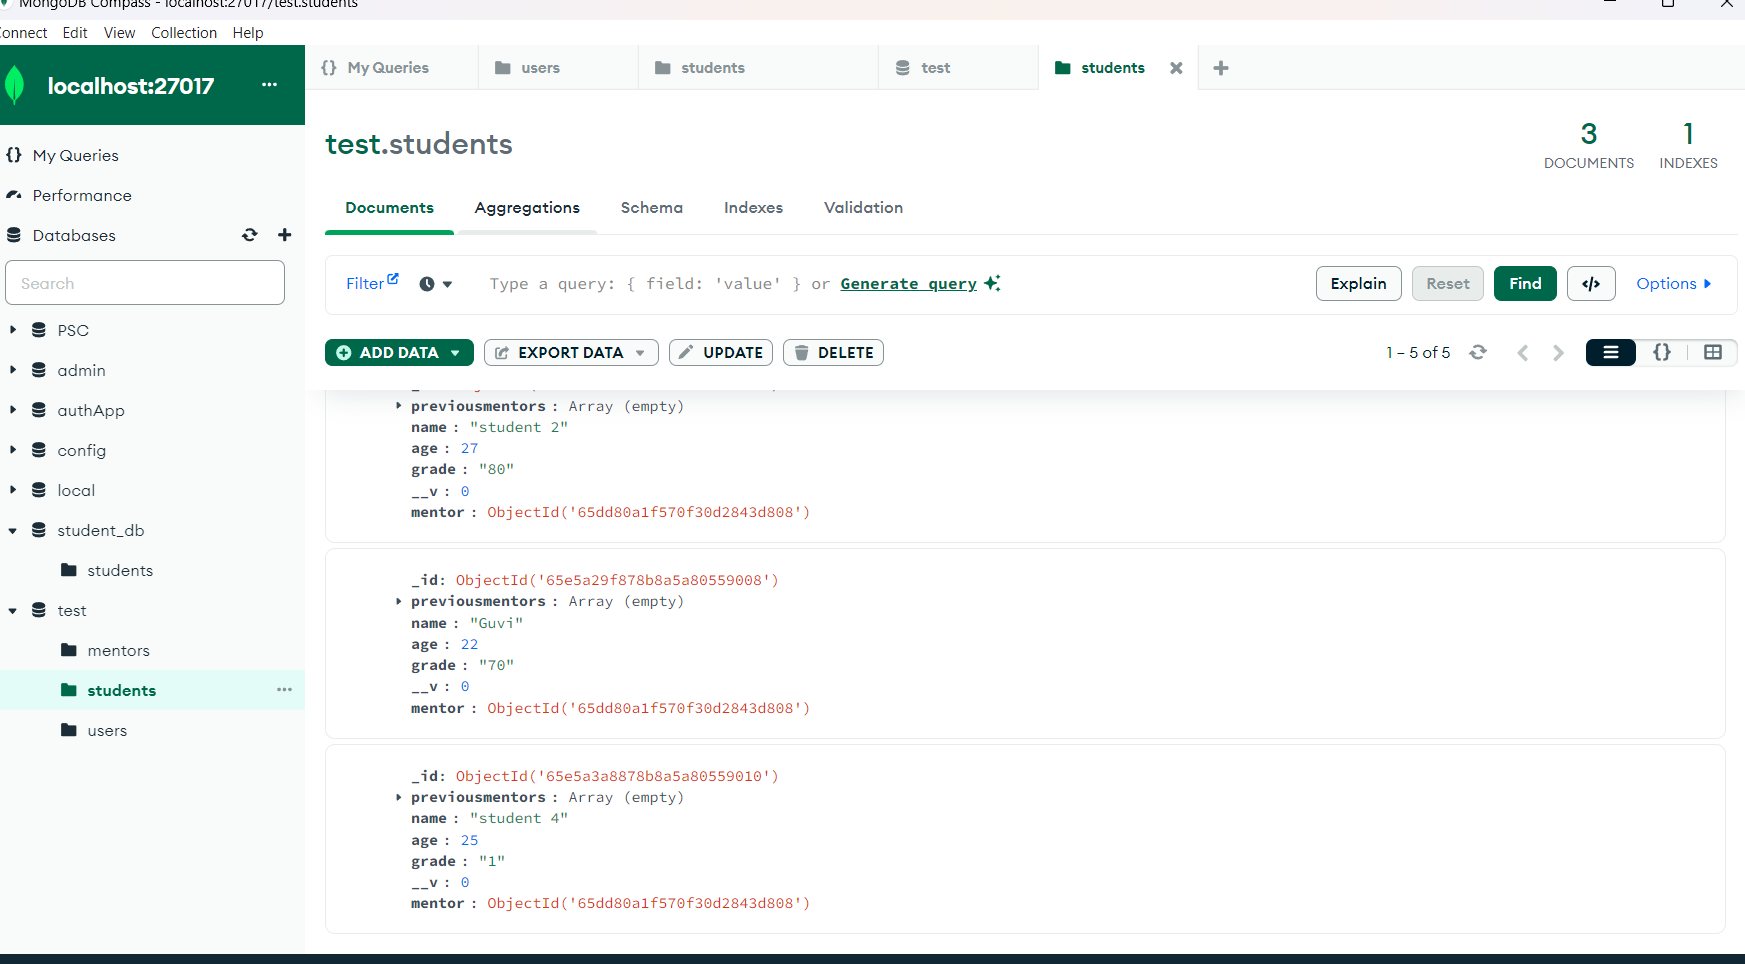 MongoDB Compass - localhost:27017/test.students
onnect Edit View Collection Help
localhost:27017 ...
{} My Queries
users
students
test
students
My Queries
Performance
Databases
Search
PSC
admin
authApp
config
local
student_db
students
test
mentors
students
users
test.students
3
DOCUMENTS
1
INDEXES
Documents Aggregations Schema Indexes Validation
Filter Type a query: { field: 'value' } or Generate query Explain Reset Find </> Options
ADD DATA EXPORT DATA UPDATE DELETE 1 – 5 of 5 {}
previousmentors : Array (empty)
name : "student 2"
age : 27
grade : "80"
__v : 0
mentor : ObjectId('65dd80a1f570f30d2843d808')
_id: ObjectId('65e5a29f878b8a5a80559008')
previousmentors : Array (empty)
name : "Guvi"
age : 22
grade : "70"
__v : 0
mentor : ObjectId('65dd80a1f570f30d2843d808')
_id: ObjectId('65e5a3a8878b8a5a80559010')
previousmentors : Array (empty)
name : "student 4"
age : 25
grade : "1"
__v : 0
mentor : ObjectId('65dd80a1f570f30d2843d808')